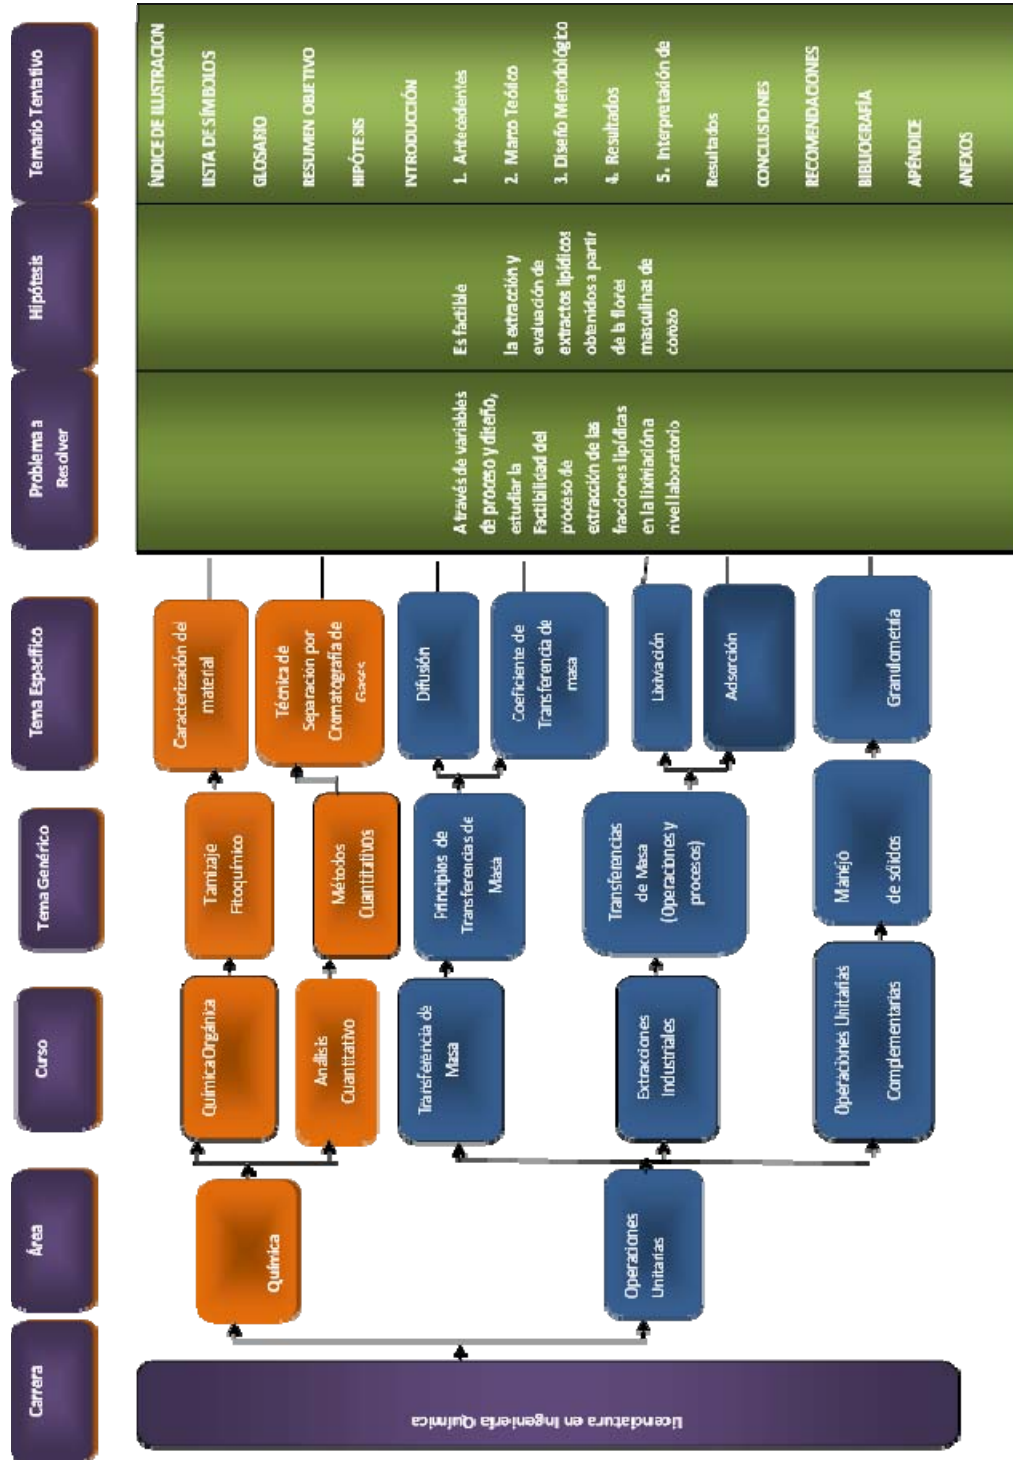 Carrera
Área
Curso
Tema Genérico
Tema Específico
Problema a
Resolver
Hipótesis
Temario Tentativo
Licenciatura en Ingeniería Química
Química
Operaciones
Unitarias
Química Orgánica
Análisis
Cuantitativo
Transferencia de
Masa
Extracciones
Industriales
Operaciones Unitarias
Complementarias
Tamizaje
Fitoquímico
Métodos
Cuantitativos
Principios de
Transferencias de
Masa
Transferencias
de Masa
(Operaciones y
procesos)
Manejo
de sólidos
Caracterización del
material
Técnica de
Separación por
Cromatografía de
Gases
Difusión
Coeficiente de
Transferencia de
masa
Lixiviación
Adsorción
Granulometría
A través de variables
de proceso y diseño,
estudiar la
Factibilidad del
proceso de
extracción de las
fracciones lipídicas
en la lixiviación a
nivel laboratorio
Es factible
la extracción y
evaluación de
extractos lipídicos
obtenidos a partir
de la flores
masculinas de
corozo
ÍNDICE DE ILUSTRACION
LISTA DE SÍMBOLOS
GLOSARIO
RESUMEN OBJETIVO
HIPÓTESIS
INTRODUCCIÓN
1. Antecedentes
2. Marco Teólico
3. Diseño Metodológico
4. Resultados
5. Interpretación de
Resultados
CONCLUSIONES
RECOMENDACIONES
BIBLIOGRAFÍA
APÉNDICE
ANEXOS